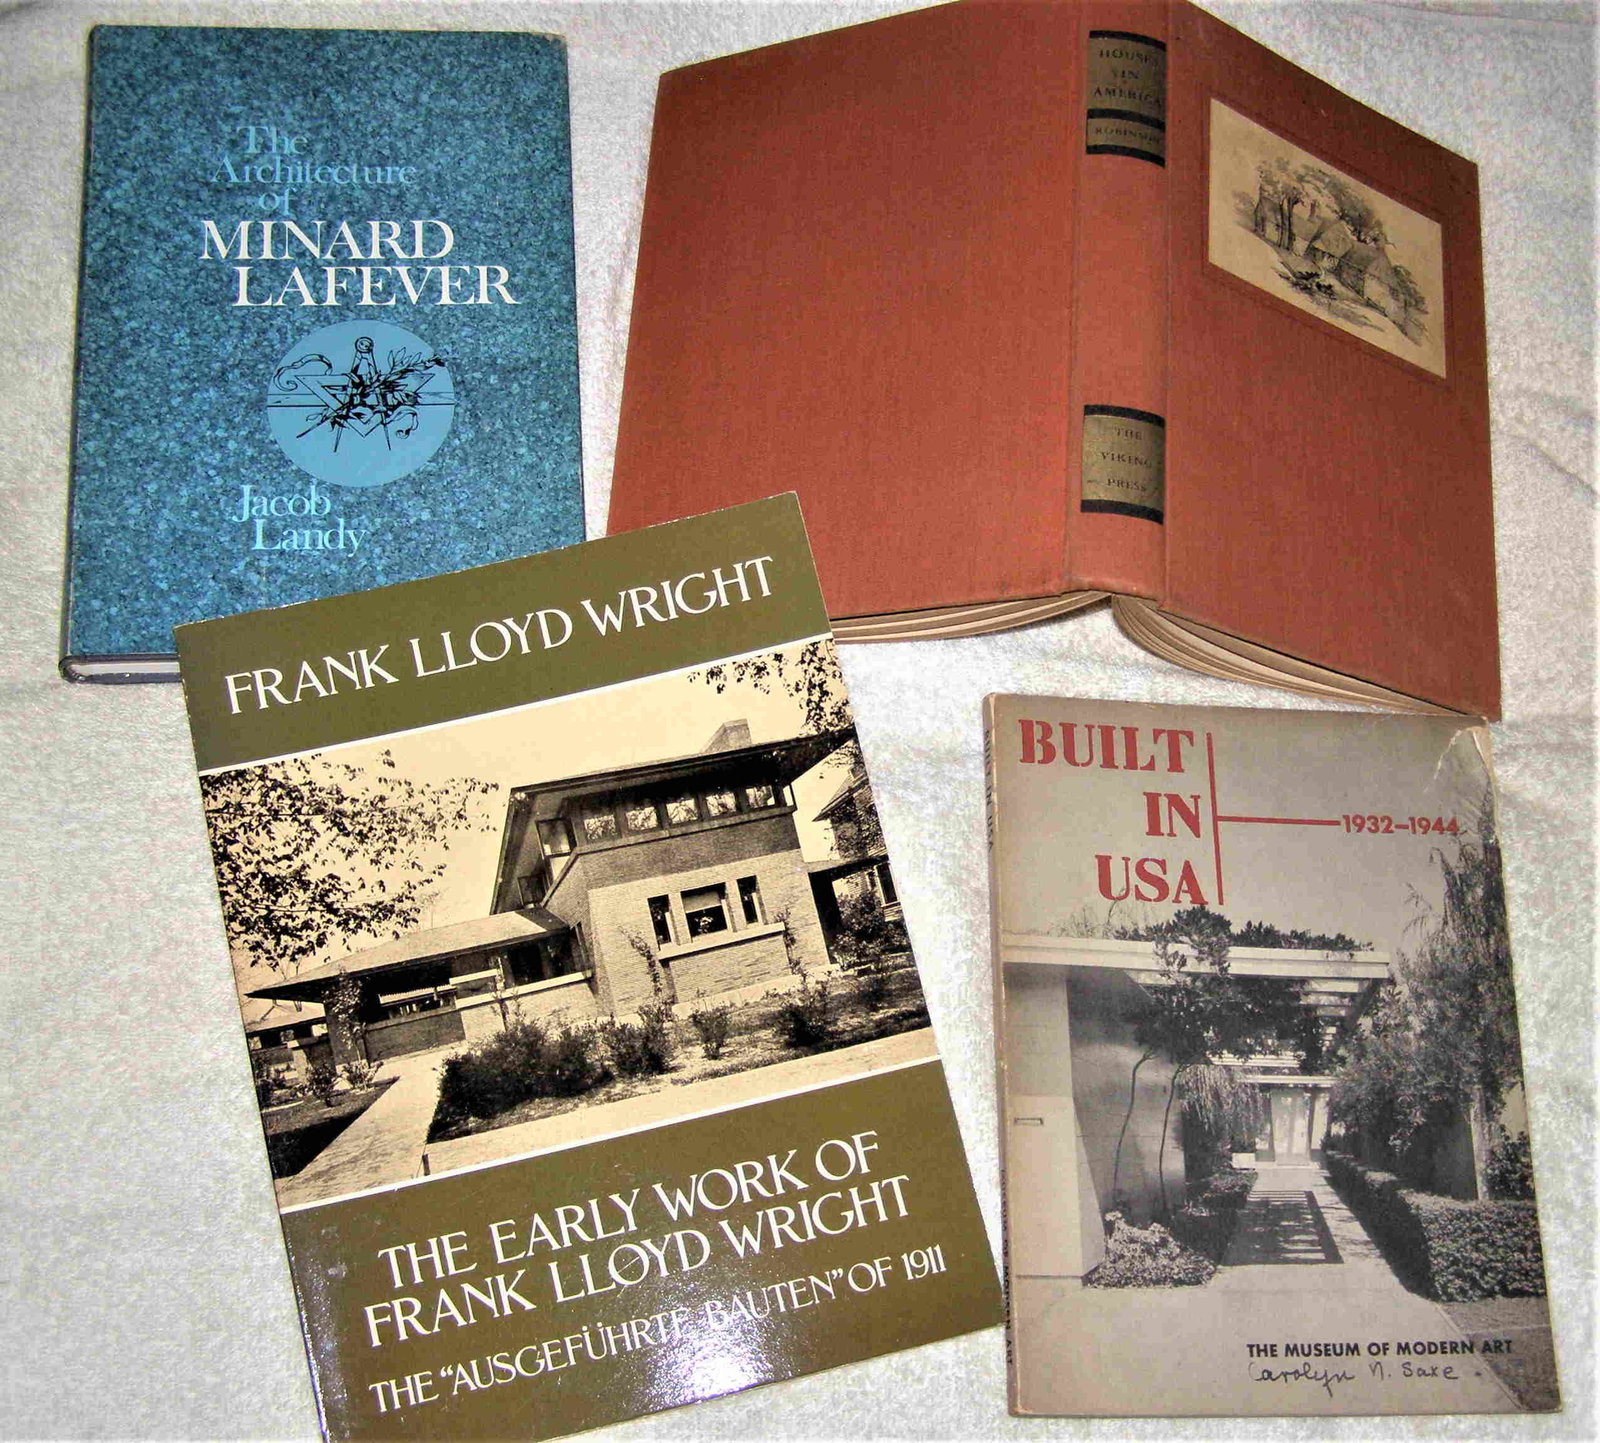 The
Architecture
of
MINARD
LAFEVER
Jacob
Landy
HOUSES
IN
AMERICA
ROBINSON
THE
VIKING
PRESS
FRANK LLOYD WRIGHT
THE EARLY WORK OF
FRANK LLOYD WRIGHT
THE "AUSGEFÜHRTE BAUTEN" OF 1911
BUILT
IN
USA
1932-1944
THE MUSEUM OF MODERN ART
Carolyn N. Saxe